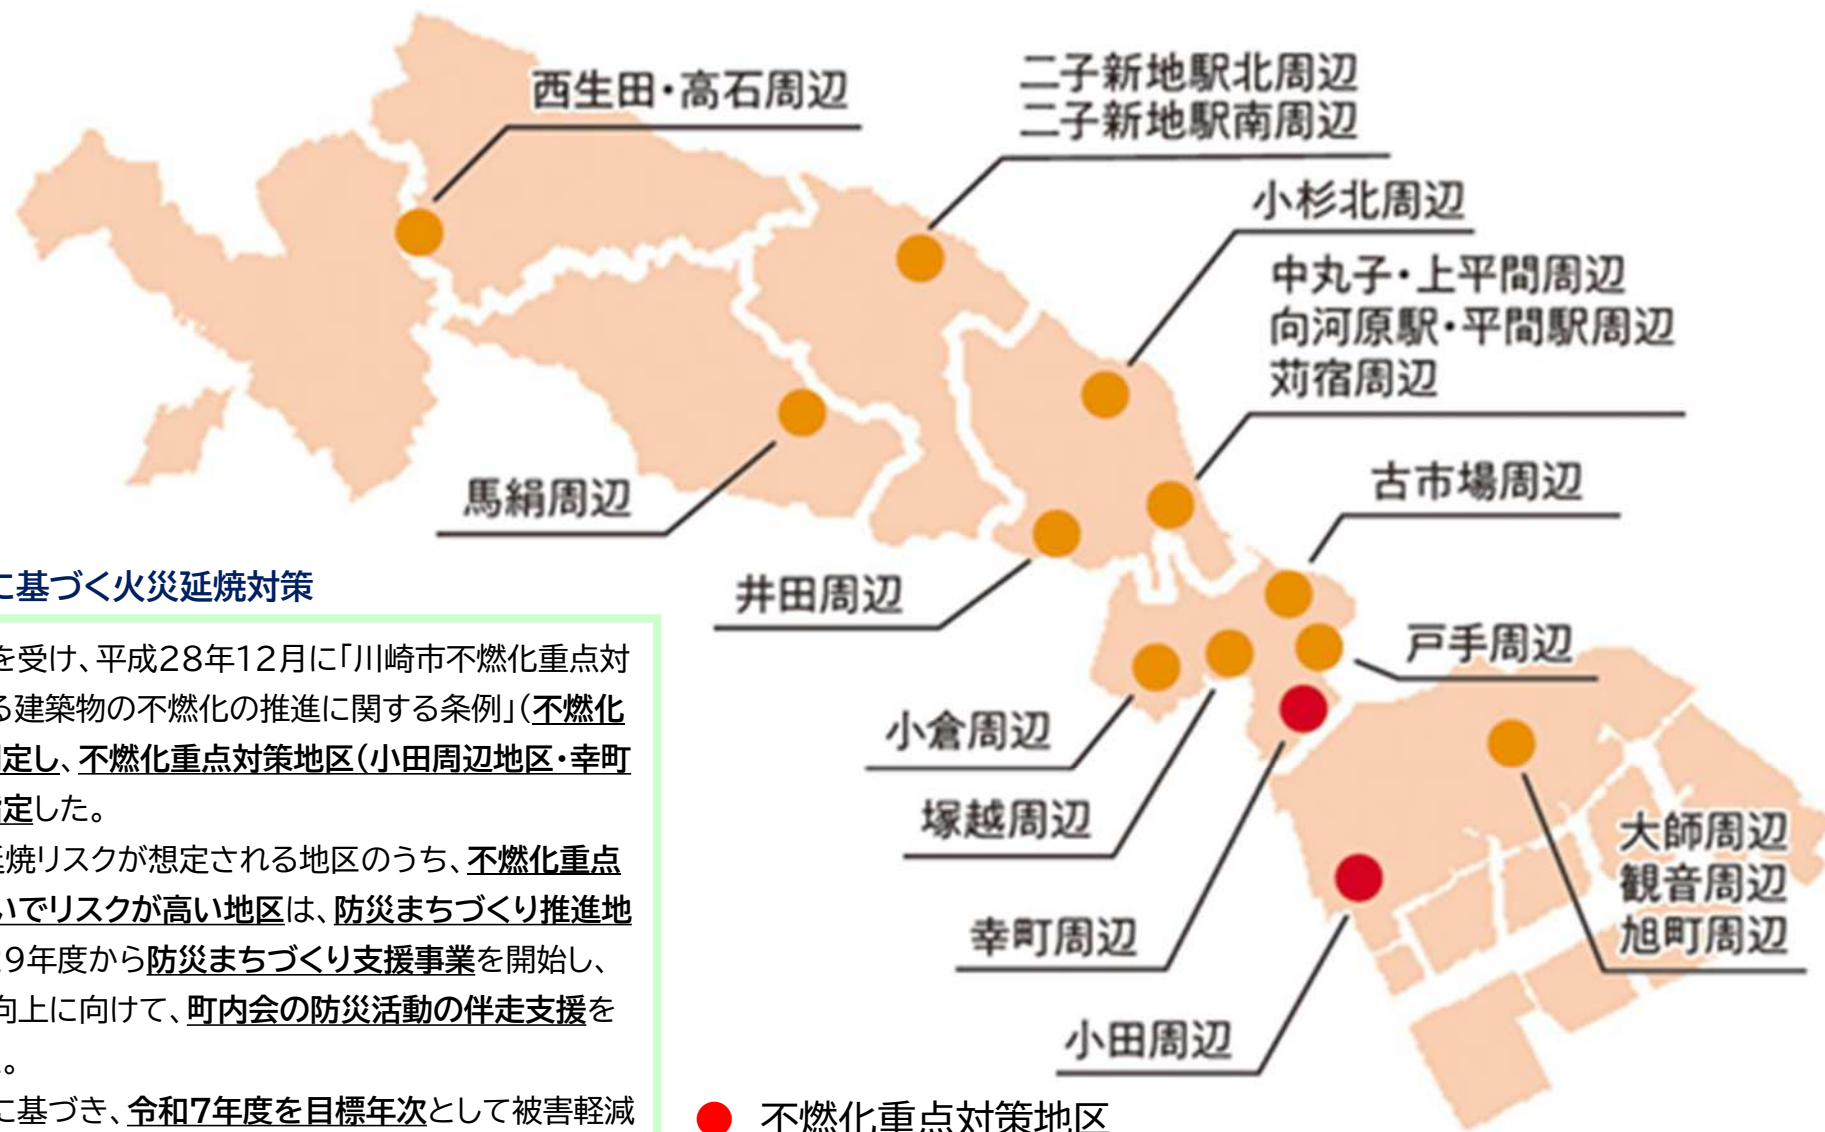 西生田・高石周辺
二子新地駅北周辺
二子新地駅南周辺
小杉北周辺
中丸子・上平間周辺
向河原駅・平間駅周辺
苅宿周辺
古市場周辺
馬絹周辺
井田周辺
戸手周辺
小倉周辺
塚越周辺
幸町周辺
小田周辺
大師周辺
観音周辺
旭町周辺
に基づく火災延焼対策
を受け、平成28年12月に「川崎市不燃化重点対
る建築物の不燃化の推進に関する条例」（不燃化
制定し、不燃化重点対策地区（小田周辺地区・幸町
指定した。
延焼リスクが想定される地区のうち、不燃化重点
いでリスクが高い地区は、防災まちづくり推進地
9年度から防災まちづくり支援事業を開始し、
向上に向けて、町内会の防災活動の伴走支援を
。
に基づき、令和7年度を目標年次として被害軽減
不燃化重点対策地区